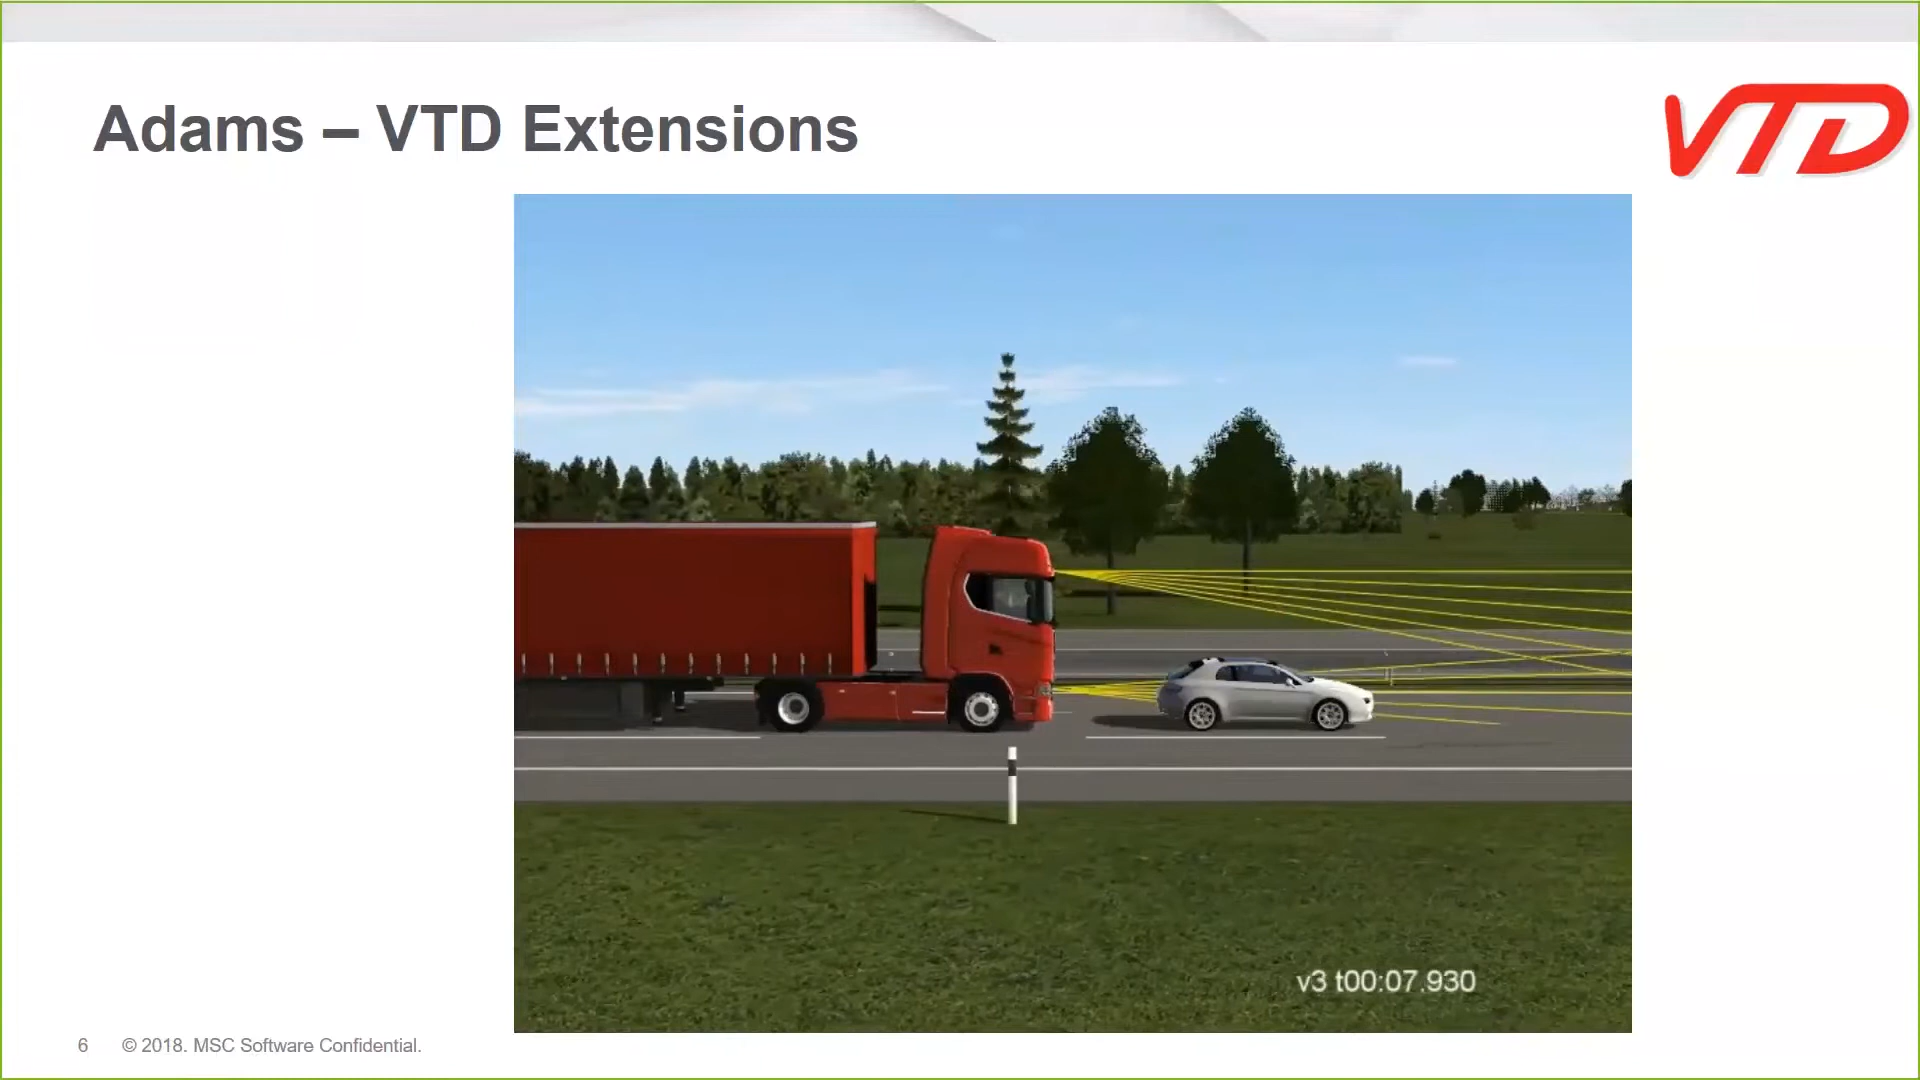 Adams – VTD Extensions
VTD
v3 t00:07.930
6 © 2018. MSC Software Confidential.